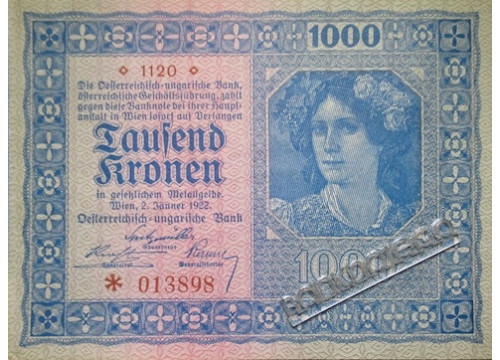 1000
◇ 1120 ◇
Die Oesterreichisch-ungarische Bank,
österreichische Geschäftsführung, zahlt
gegen diese Banknote bei ihrer Haupt-
anstalt in Wien sofort auf Verlangen
Tausend
Kronen
in gesetzlichem Metallgelde.
Wien, 2. Jänner 1922.
Oesterreichisch-ungarische Bank
* 013898
1000